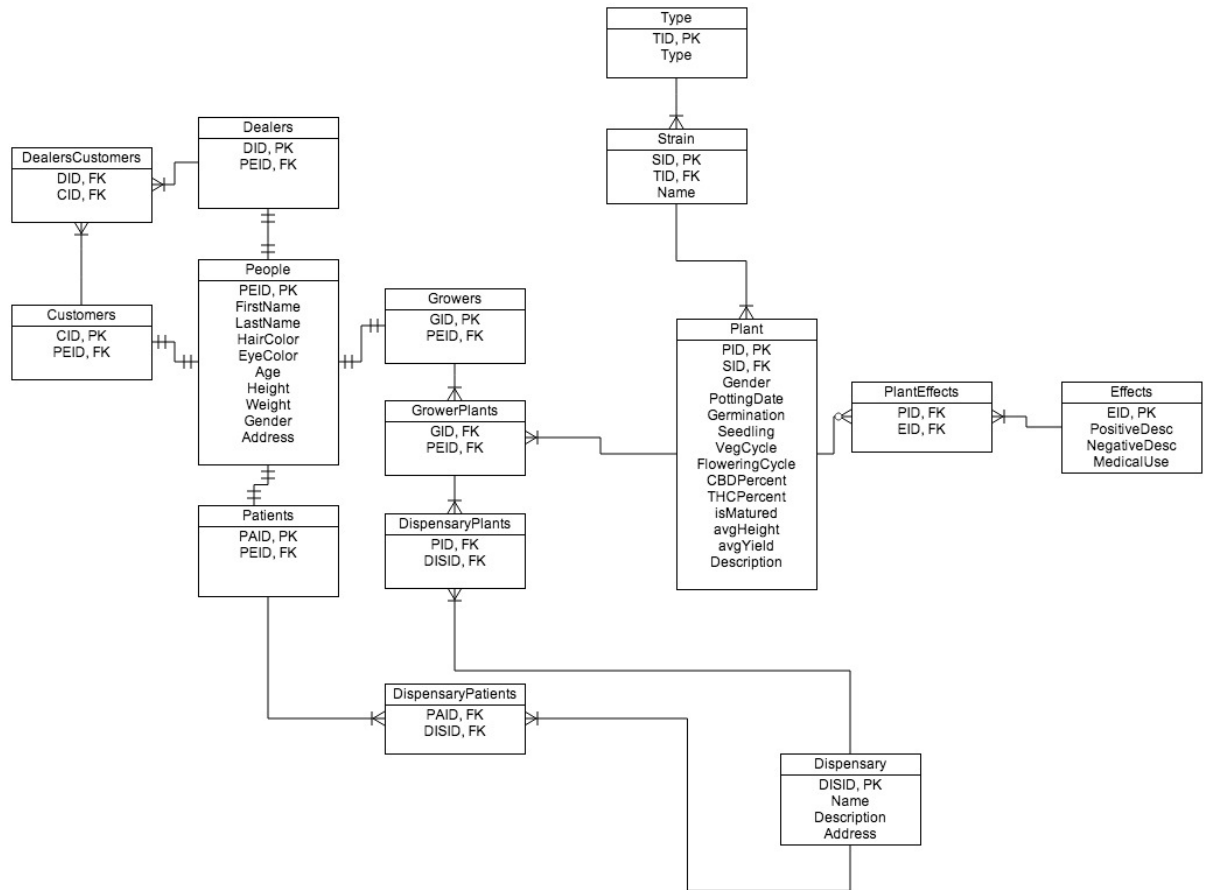 Type
TID, PK
Type
Strain
SID, PK
TID, FK
Name
Dealers
DID, PK
PEID, FK
DealersCustomers
DID, FK
CID, FK
People
PEID, PK
FirstName
LastName
HairColor
EyeColor
Age
Height
Weight
Gender
Address
Customers
CID, PK
PEID, FK
Growers
GID, PK
PEID, FK
GrowerPlants
GID, FK
PEID, FK
Plant
PID, PK
SID, FK
Gender
PottingDate
Germination
Seedling
VegCycle
FloweringCycle
CBDPercent
THCPercent
isMatured
avgHeight
avgYield
Description
PlantEffects
PID, FK
EID, FK
Effects
EID, PK
PositiveDesc
NegativeDesc
MedicalUse
Patients
PAID, PK
PEID, FK
DispensaryPlants
PID, FK
DISID, FK
DispensaryPatients
PAID, FK
DISID, FK
Dispensary
DISID, PK
Name
Description
Address